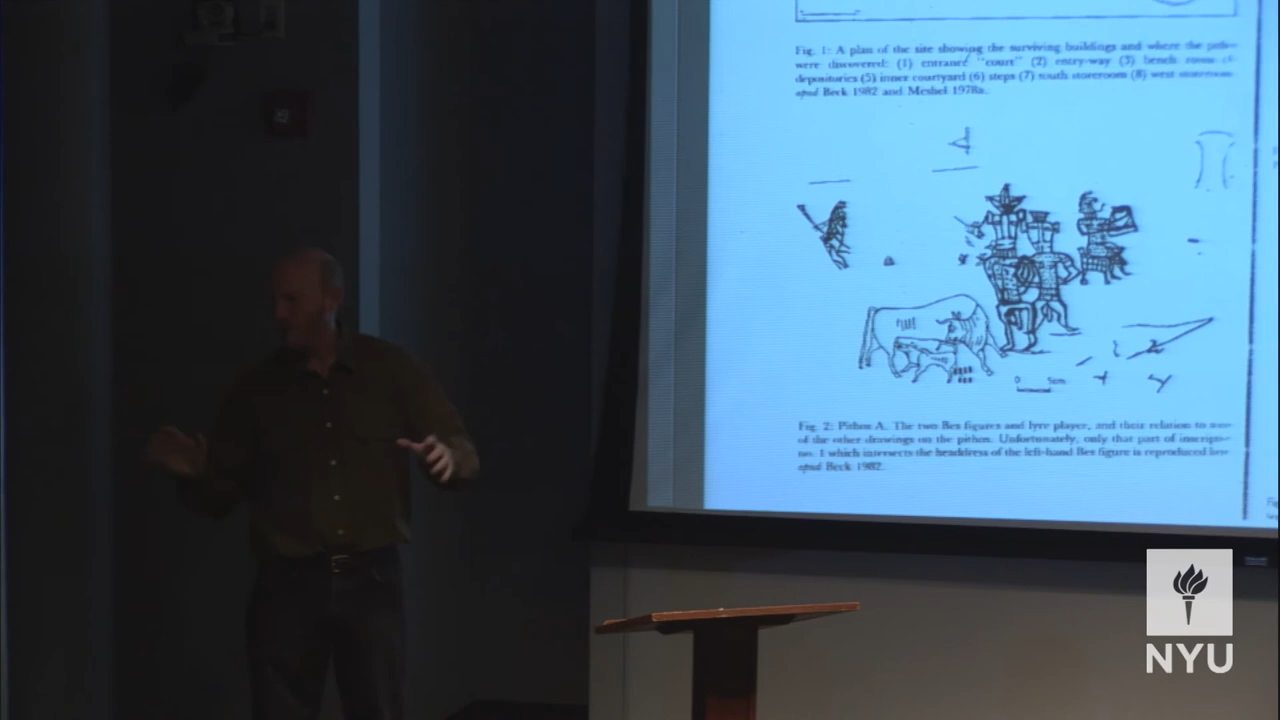 Fig. 1: A plan of the site showing the surviving buildings and where the
were discovered: (1) entrance "court" (2) entry-way (3) bench room
depositories (5) inner courtyard (6) steps (7) south storeroom (8) west
apud Beck 1982 and Meshel 1978a.
0 5cm
Fig. 2: Pithos A. The two Bes figures and lyre player, and their relation to
of the other drawings on the pithos. Unfortunately, only that part of
no. 1 which intersects the headdress of the left-hand Bes figure is reproduced
apud Beck 1982.
NYU